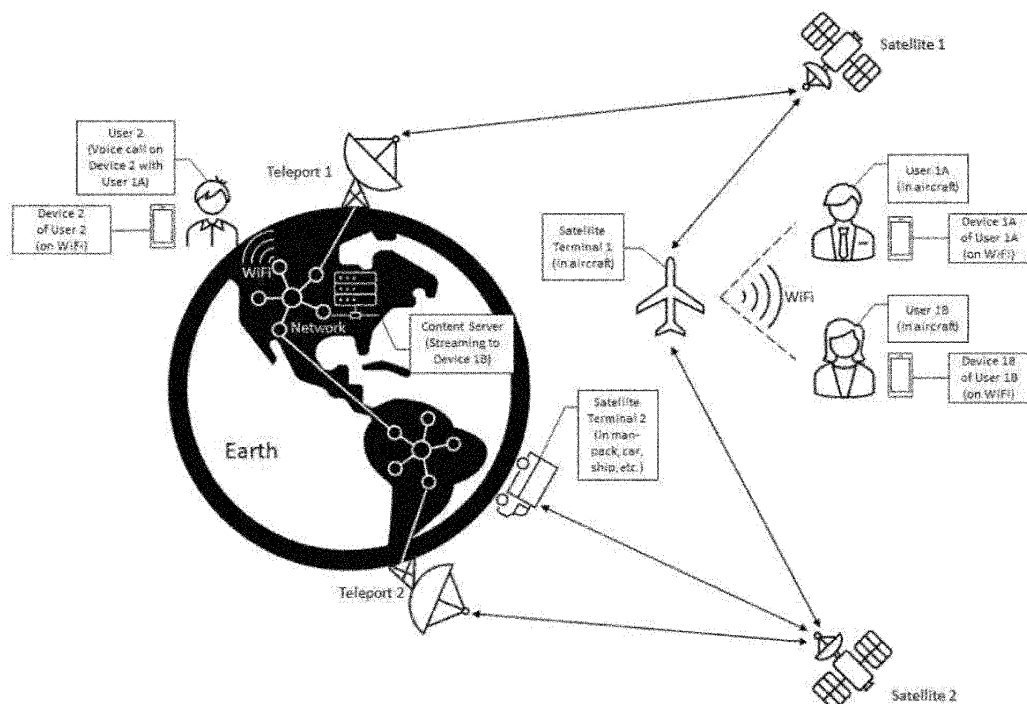 Satellite 1
User 2
(Voice call on
Device 2 with
User 1A)
Teleport 1
User 1A
(in aircraft)
Device 2
of User 2
(on WiFi)
Satellite
Terminal 1
(in aircraft)
Device 1A
of User 1A
(on WiFi)
WiFi
WiFi
Network
Content Server
(Streaming to
Device 1B)
User 1B
(in aircraft)
Device 1B
of User 1B
(on WiFi)
Satellite
Terminal 2
(in man-
pack, car,
ship, etc.)
Earth
Teleport 2
Satellite 2